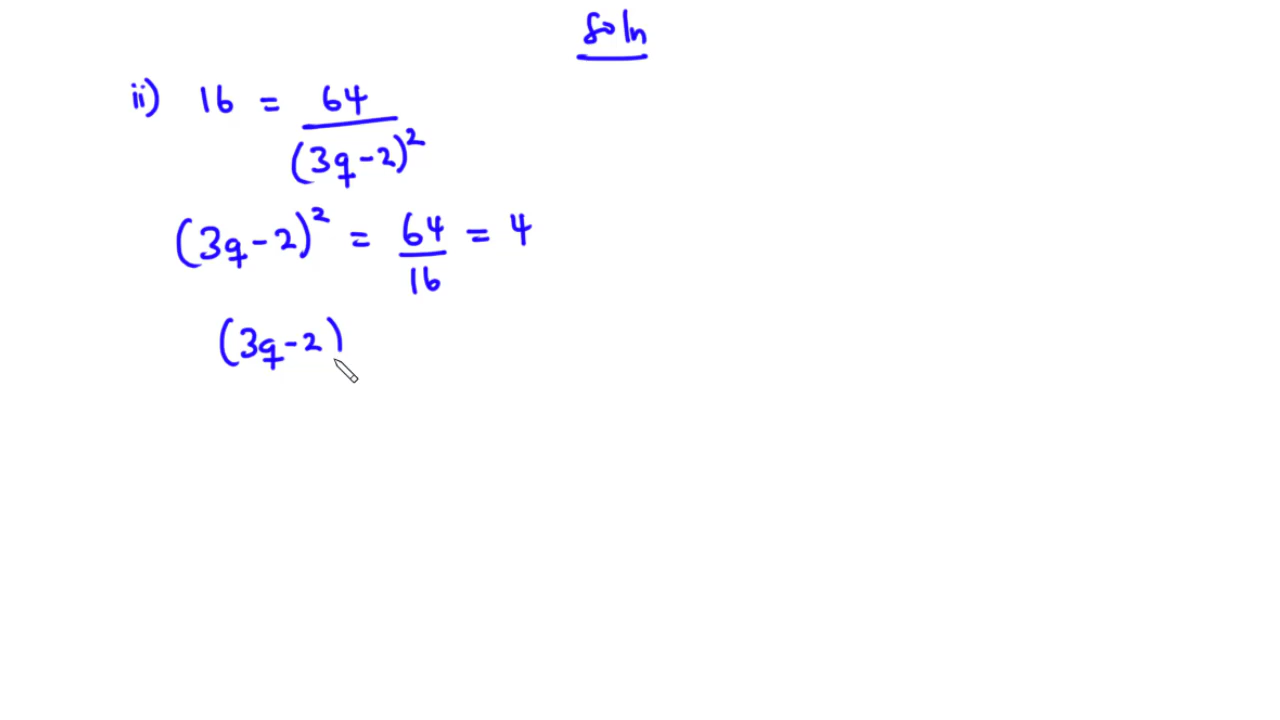 soln
ii) 16 = 64 / (3q-2)²
(3q-2)² = 64/16 = 4
(3q-2)